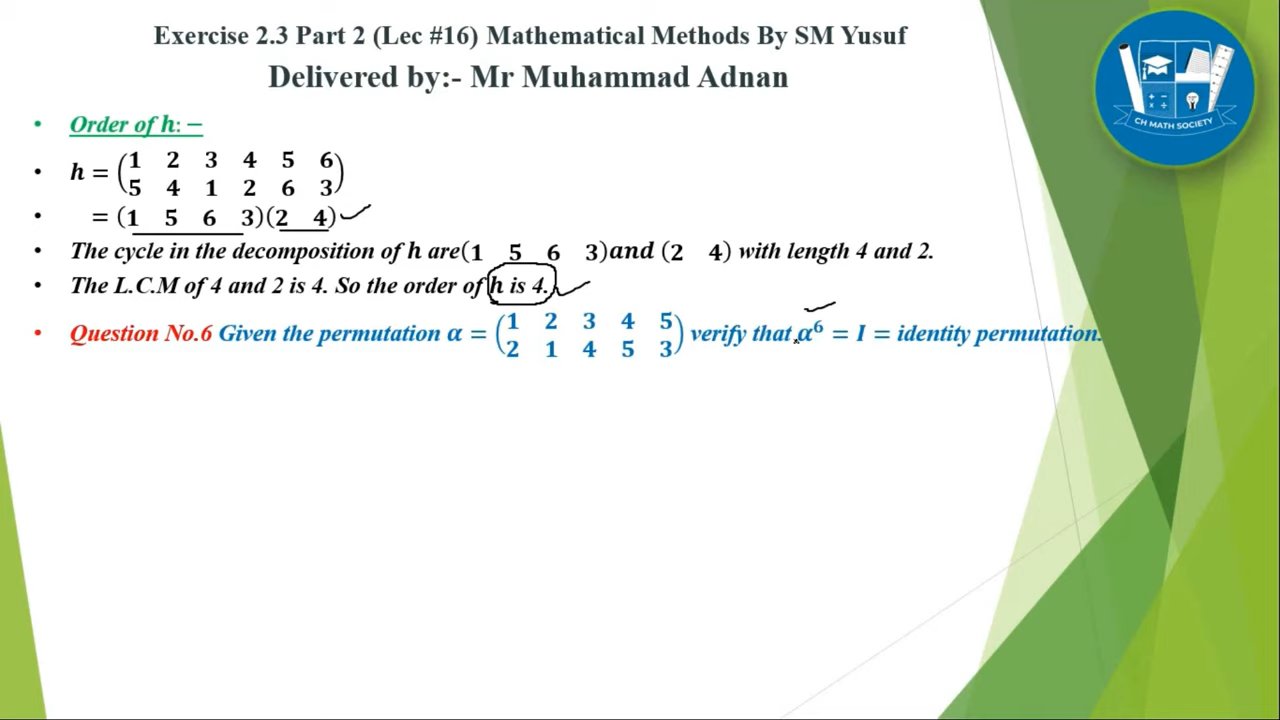 Exercise 2.3 Part 2 (Lec #16) Mathematical Methods By SM Yusuf
Delivered by:- Mr Muhammad Adnan
CH MATH SOCIETY
• Order of h: −
• h = (1 2 3 4 5 6
5 4 1 2 6 3)
• = (1 5 6 3)(2 4)
• The cycle in the decomposition of h are(1 5 6 3)and (2 4) with length 4 and 2.
• The L.C.M of 4 and 2 is 4. So the order of h is 4.
• Question No.6 Given the permutation α = (1 2 3 4 5
2 1 4 5 3) verify that α⁶ = I = identity permutation.